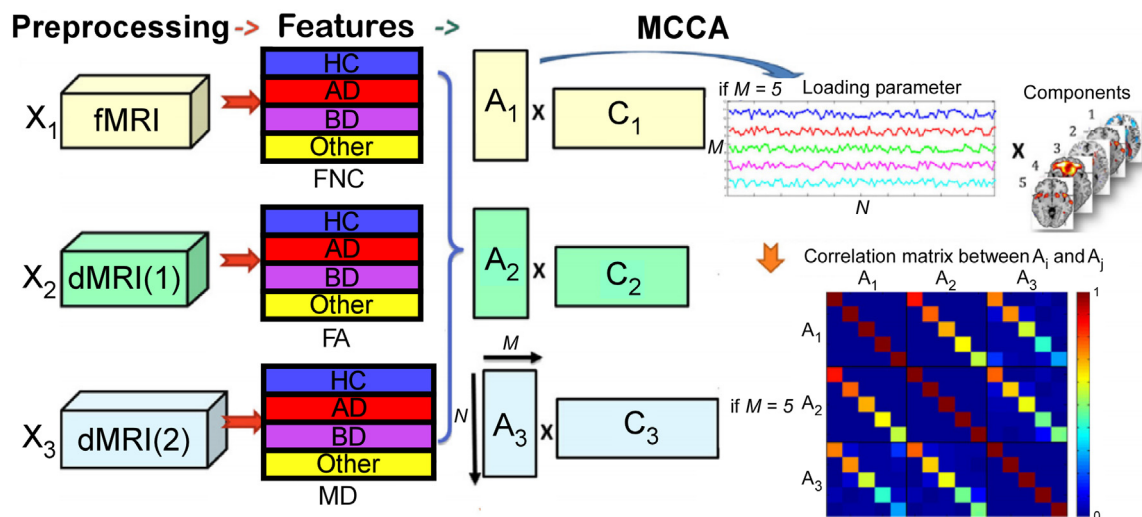 Preprocessing -> Features -> MCCA
X1 fMRI
HC
AD
BD
Other
FNC
A1 x C1
if M = 5 Loading parameter
M
N
x
Components
1
2
3
4
5
X2 dMRI(1)
HC
AD
BD
Other
FA
A2 x C2
X3 dMRI(2)
HC
AD
BD
Other
MD
M
N
A3 x C3
Correlation matrix between Ai and Aj
A1 A2 A3
if M = 5
A1
A2
A3
1
0